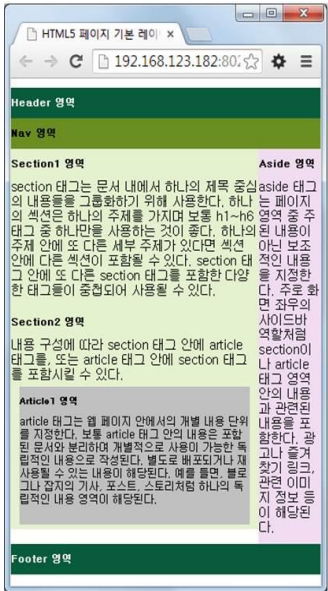 HTML5 페이지 기본 레이
192.168.123.182:802
Header 영역
Nav 영역
Section1 영역
section 태그는 문서 내에서 하나의 제목 중심
의 내용들을 그룹화하기 위해 사용한다. 하나
의 섹션은 하나의 주제를 가지며 보통 h1~h6
태그 중 하나만을 사용하는 것이 좋다. 하나의
주제 안에 또 다른 세부 주제가 있다면 섹션
안에 다른 섹션이 포함될 수 있다. section 태
그 안에 또 다른 section 태그를 포함한 다양
한 태그들이 중첩되어 사용될 수 있다.
Section2 영역
내용 구성에 따라 section 태그 안에 article
태그를, 또는 article 태그 안에 section 태그
를 포함시킬 수 있다.
Article1 영역
article 태그는 웹 페이지 안에서의 개별 내용 단위
를 지정한다. 보통 article 태그 안의 내용은 포함
된 문서와 분리하며 개별적으로 사용이 가능한 독
립적인 내용으로 작성된다. 별도로 배포되거나 재
사용될 수 있는 내용이 해당된다. 예를 들면, 블로
그나 잡지의 기사, 포스트, 스토리처럼 하나의 독
립적인 내용 영역이 해당된다.
Aside 영역
aside 태그
는 페이지
영역 중 주
된 내용이
아닌 보조
적인 내용
을 지정한
다. 주로 화
면 좌우의
사이드바
역할처럼
section이
나 article
태그 영역
안의 내용
과 관련된
내용을 포
함한다. 광
고나 즐겨
찾기 링크,
관련 이미
지 정보 등
이 해당된
다.
Footer 영역